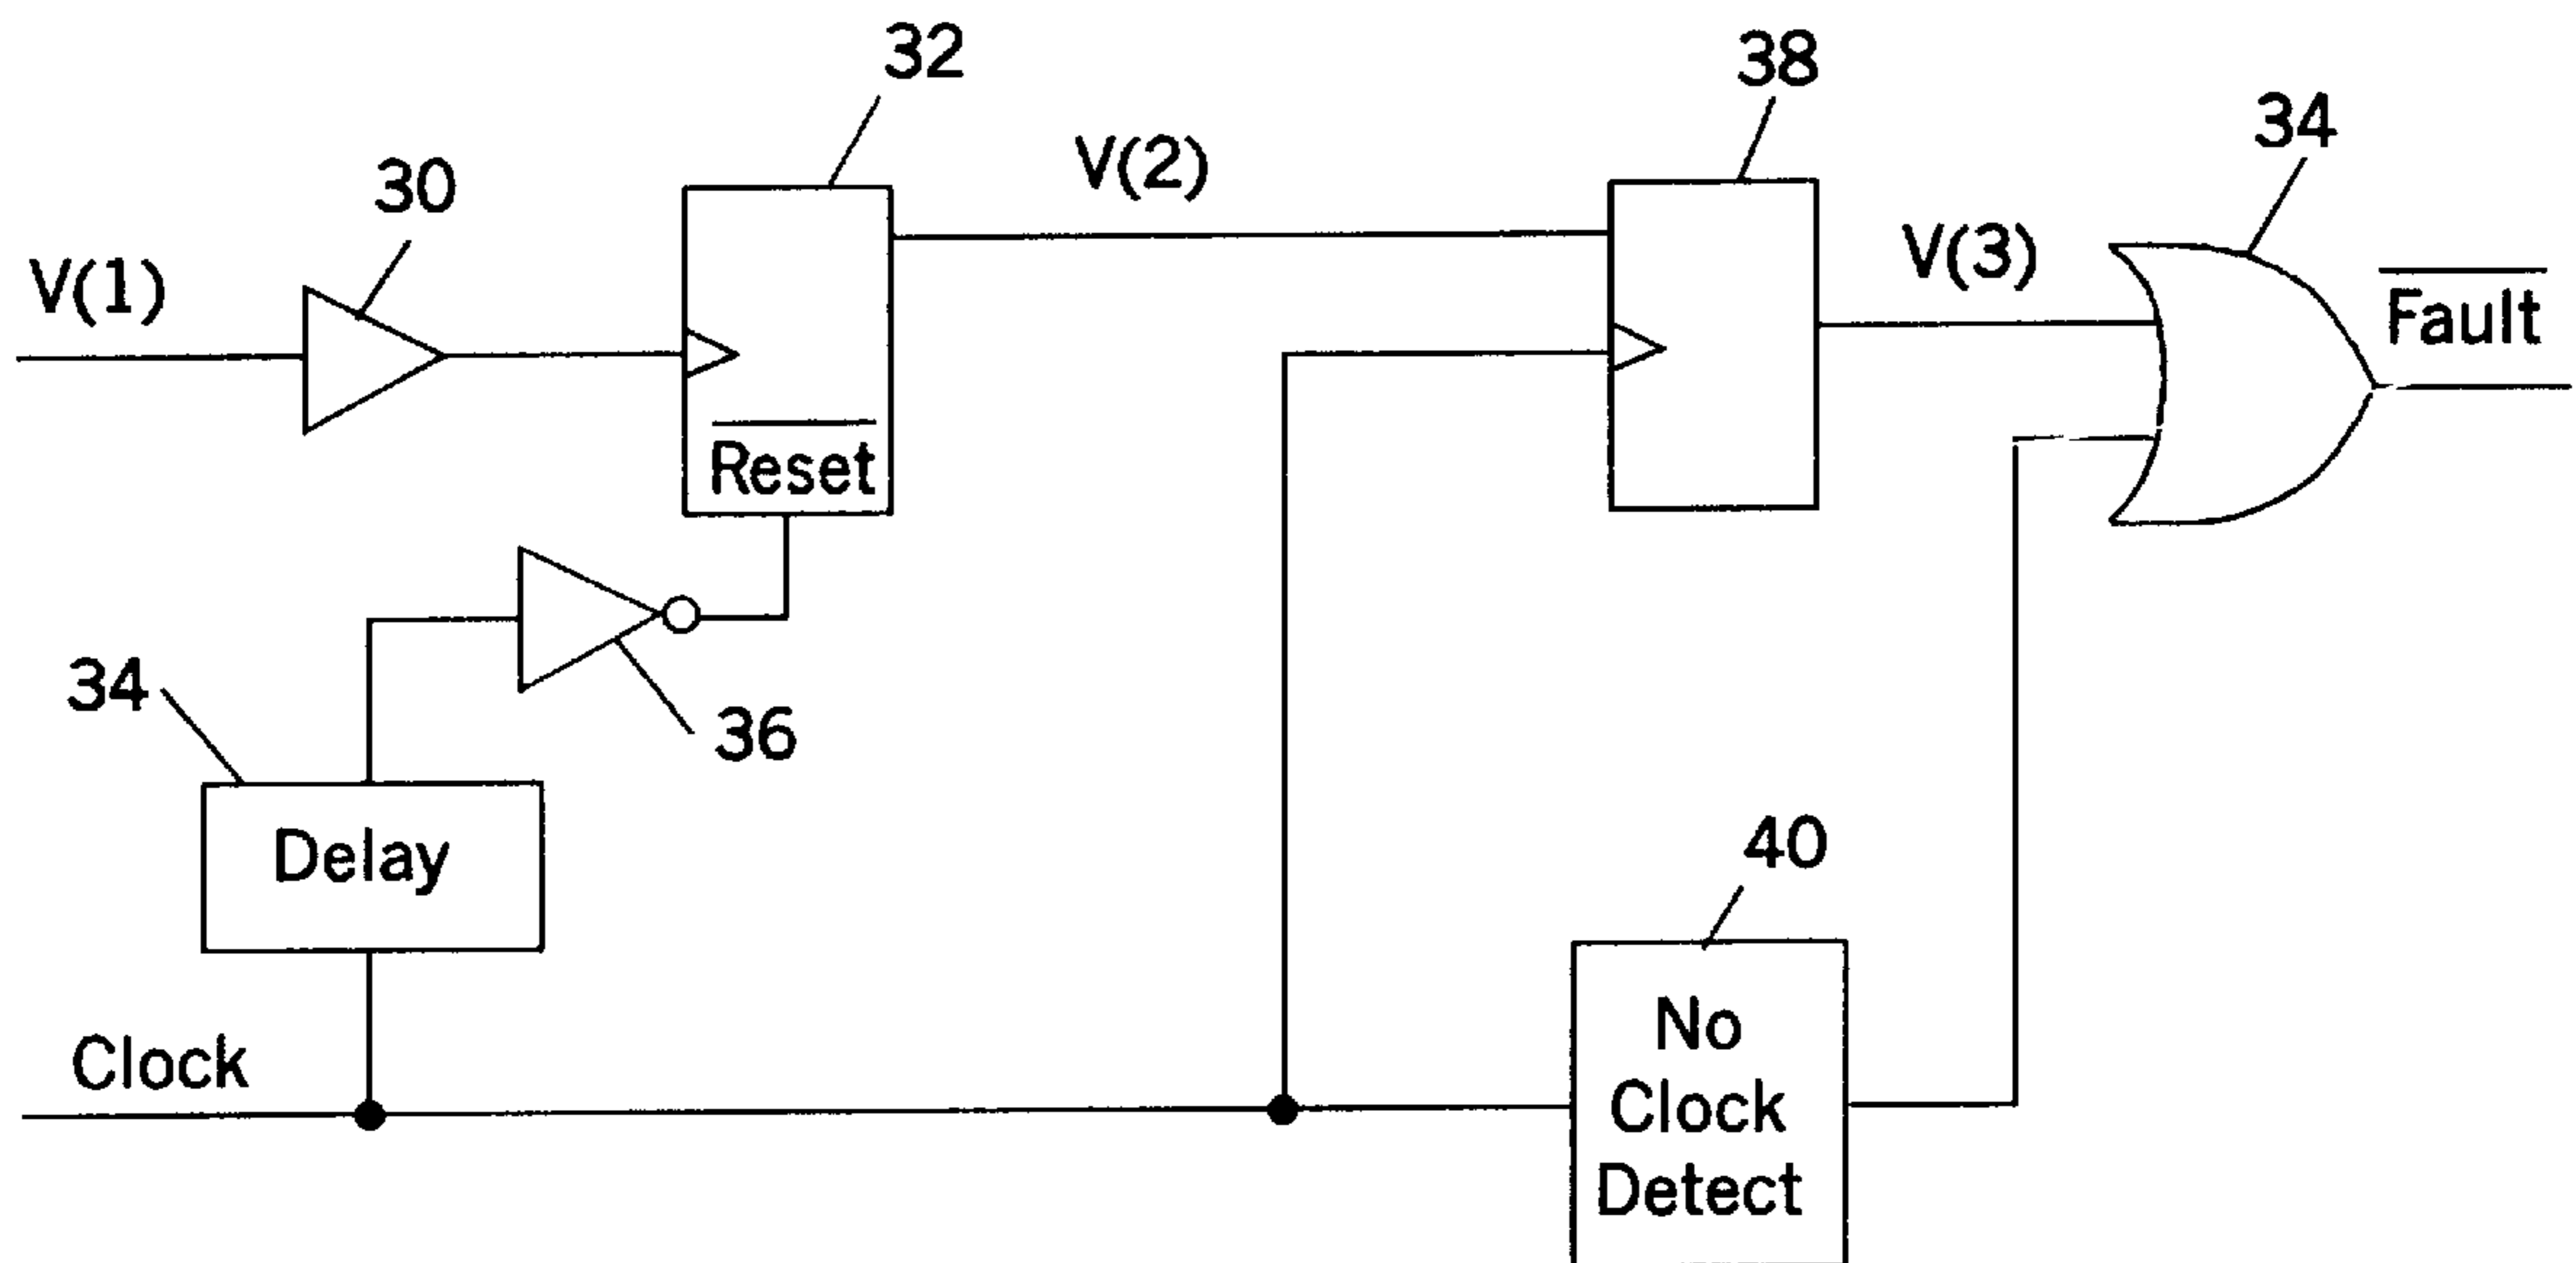 32
38
34
30
V(2)
V(3)
V(1)
Fault
Reset
34
36
Delay
40
Clock
No
Clock
Detect